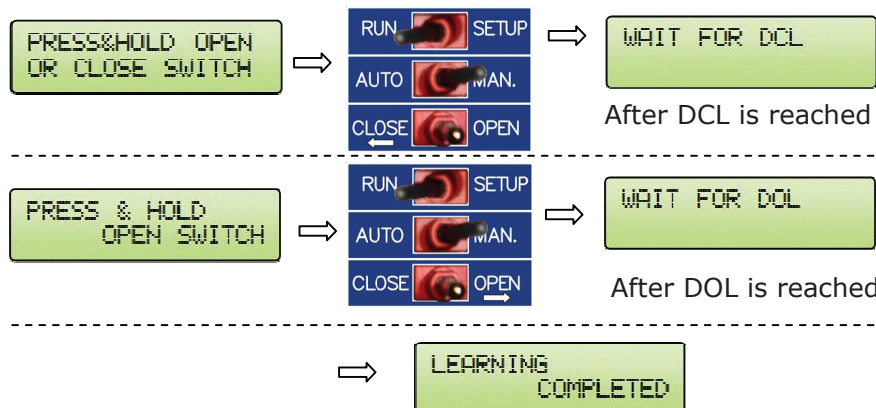 PRESS&HOLD OPEN
OR CLOSE SWITCH
RUN SETUP
AUTO MAN.
CLOSE OPEN
WAIT FOR DCL
After DCL is reached
PRESS & HOLD
OPEN SWITCH
RUN SETUP
AUTO MAN.
CLOSE OPEN
WAIT FOR DOL
After DOL is reached
LEARNING
COMPLETED